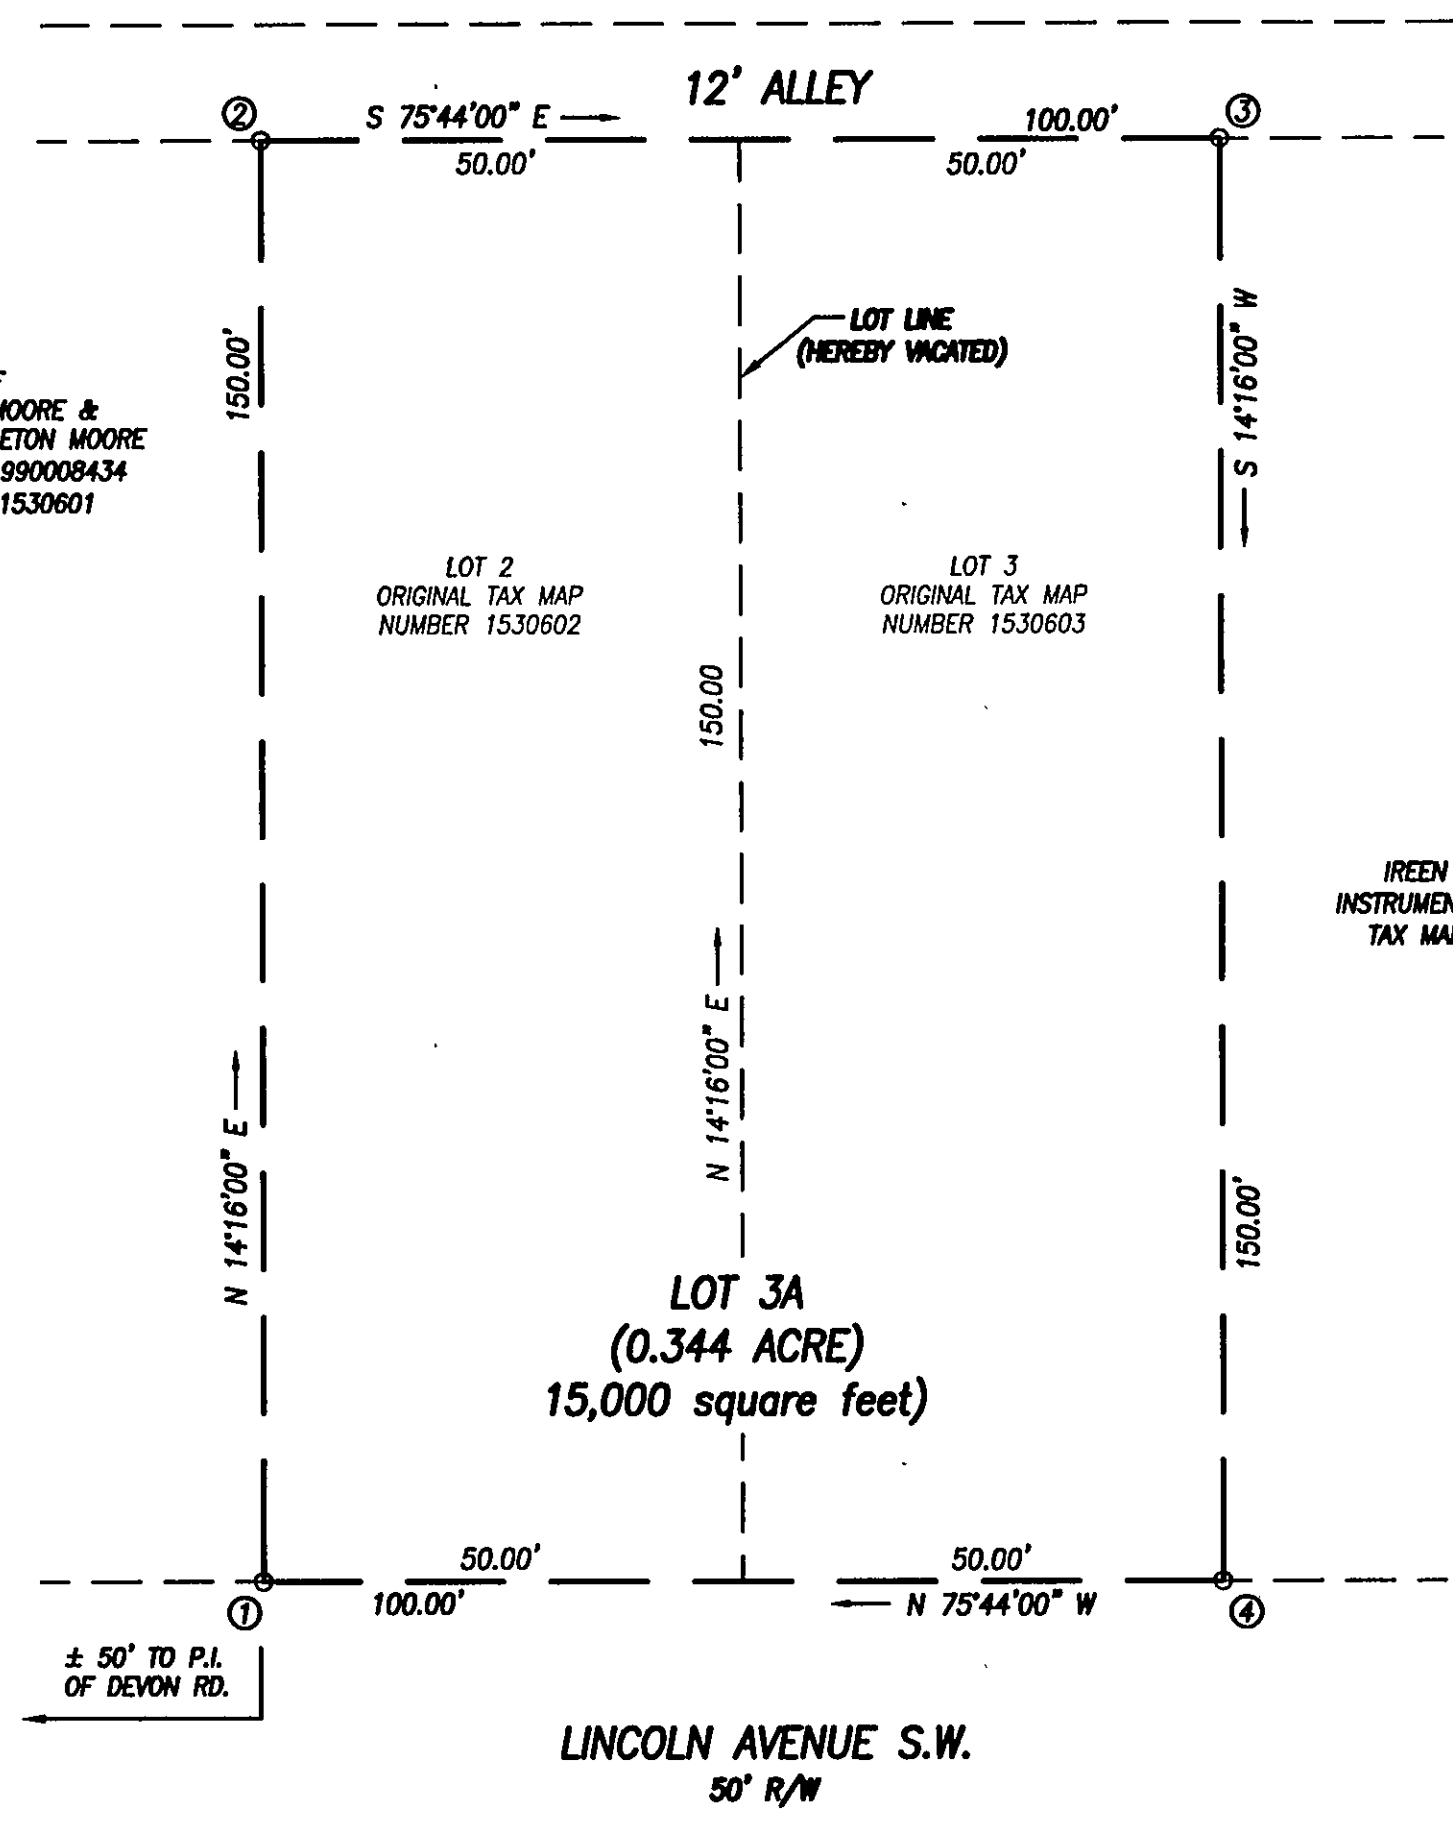 12' ALLEY
②
S 75°44'00" E
100.00'
③
50.00'
50.00'
LOT LINE
(HEREBY VACATED)
150.00'
S 14°16'00" W
MOORE &
ETON MOORE
990008434
1530601
LOT 2
ORIGINAL TAX MAP
NUMBER 1530602
LOT 3
ORIGINAL TAX MAP
NUMBER 1530603
150.00
IREEN
INSTRUMEN
TAX MA
N 14°16'00" E
N 14°16'00" E
150.00'
LOT 3A
(0.344 ACRE)
15,000 square feet)
50.00'
50.00'
①
100.00'
N 75°44'00" W
④
± 50' TO P.I.
OF DEVON RD.
LINCOLN AVENUE S.W.
50' R/W